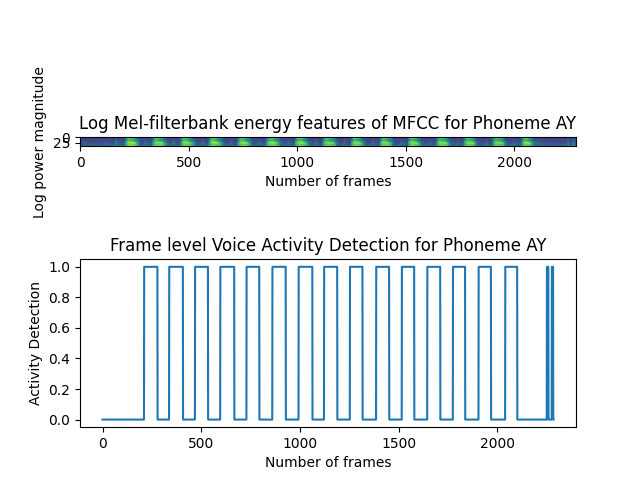 Log Mel-filterbank energy features of MFCC for Phoneme AY
Log power magnitude
0
25
0 500 1000 1500 2000
Number of frames
Frame level Voice Activity Detection for Phoneme AY
Activity Detection
1.0
0.8
0.6
0.4
0.2
0.0
0 500 1000 1500 2000
Number of frames